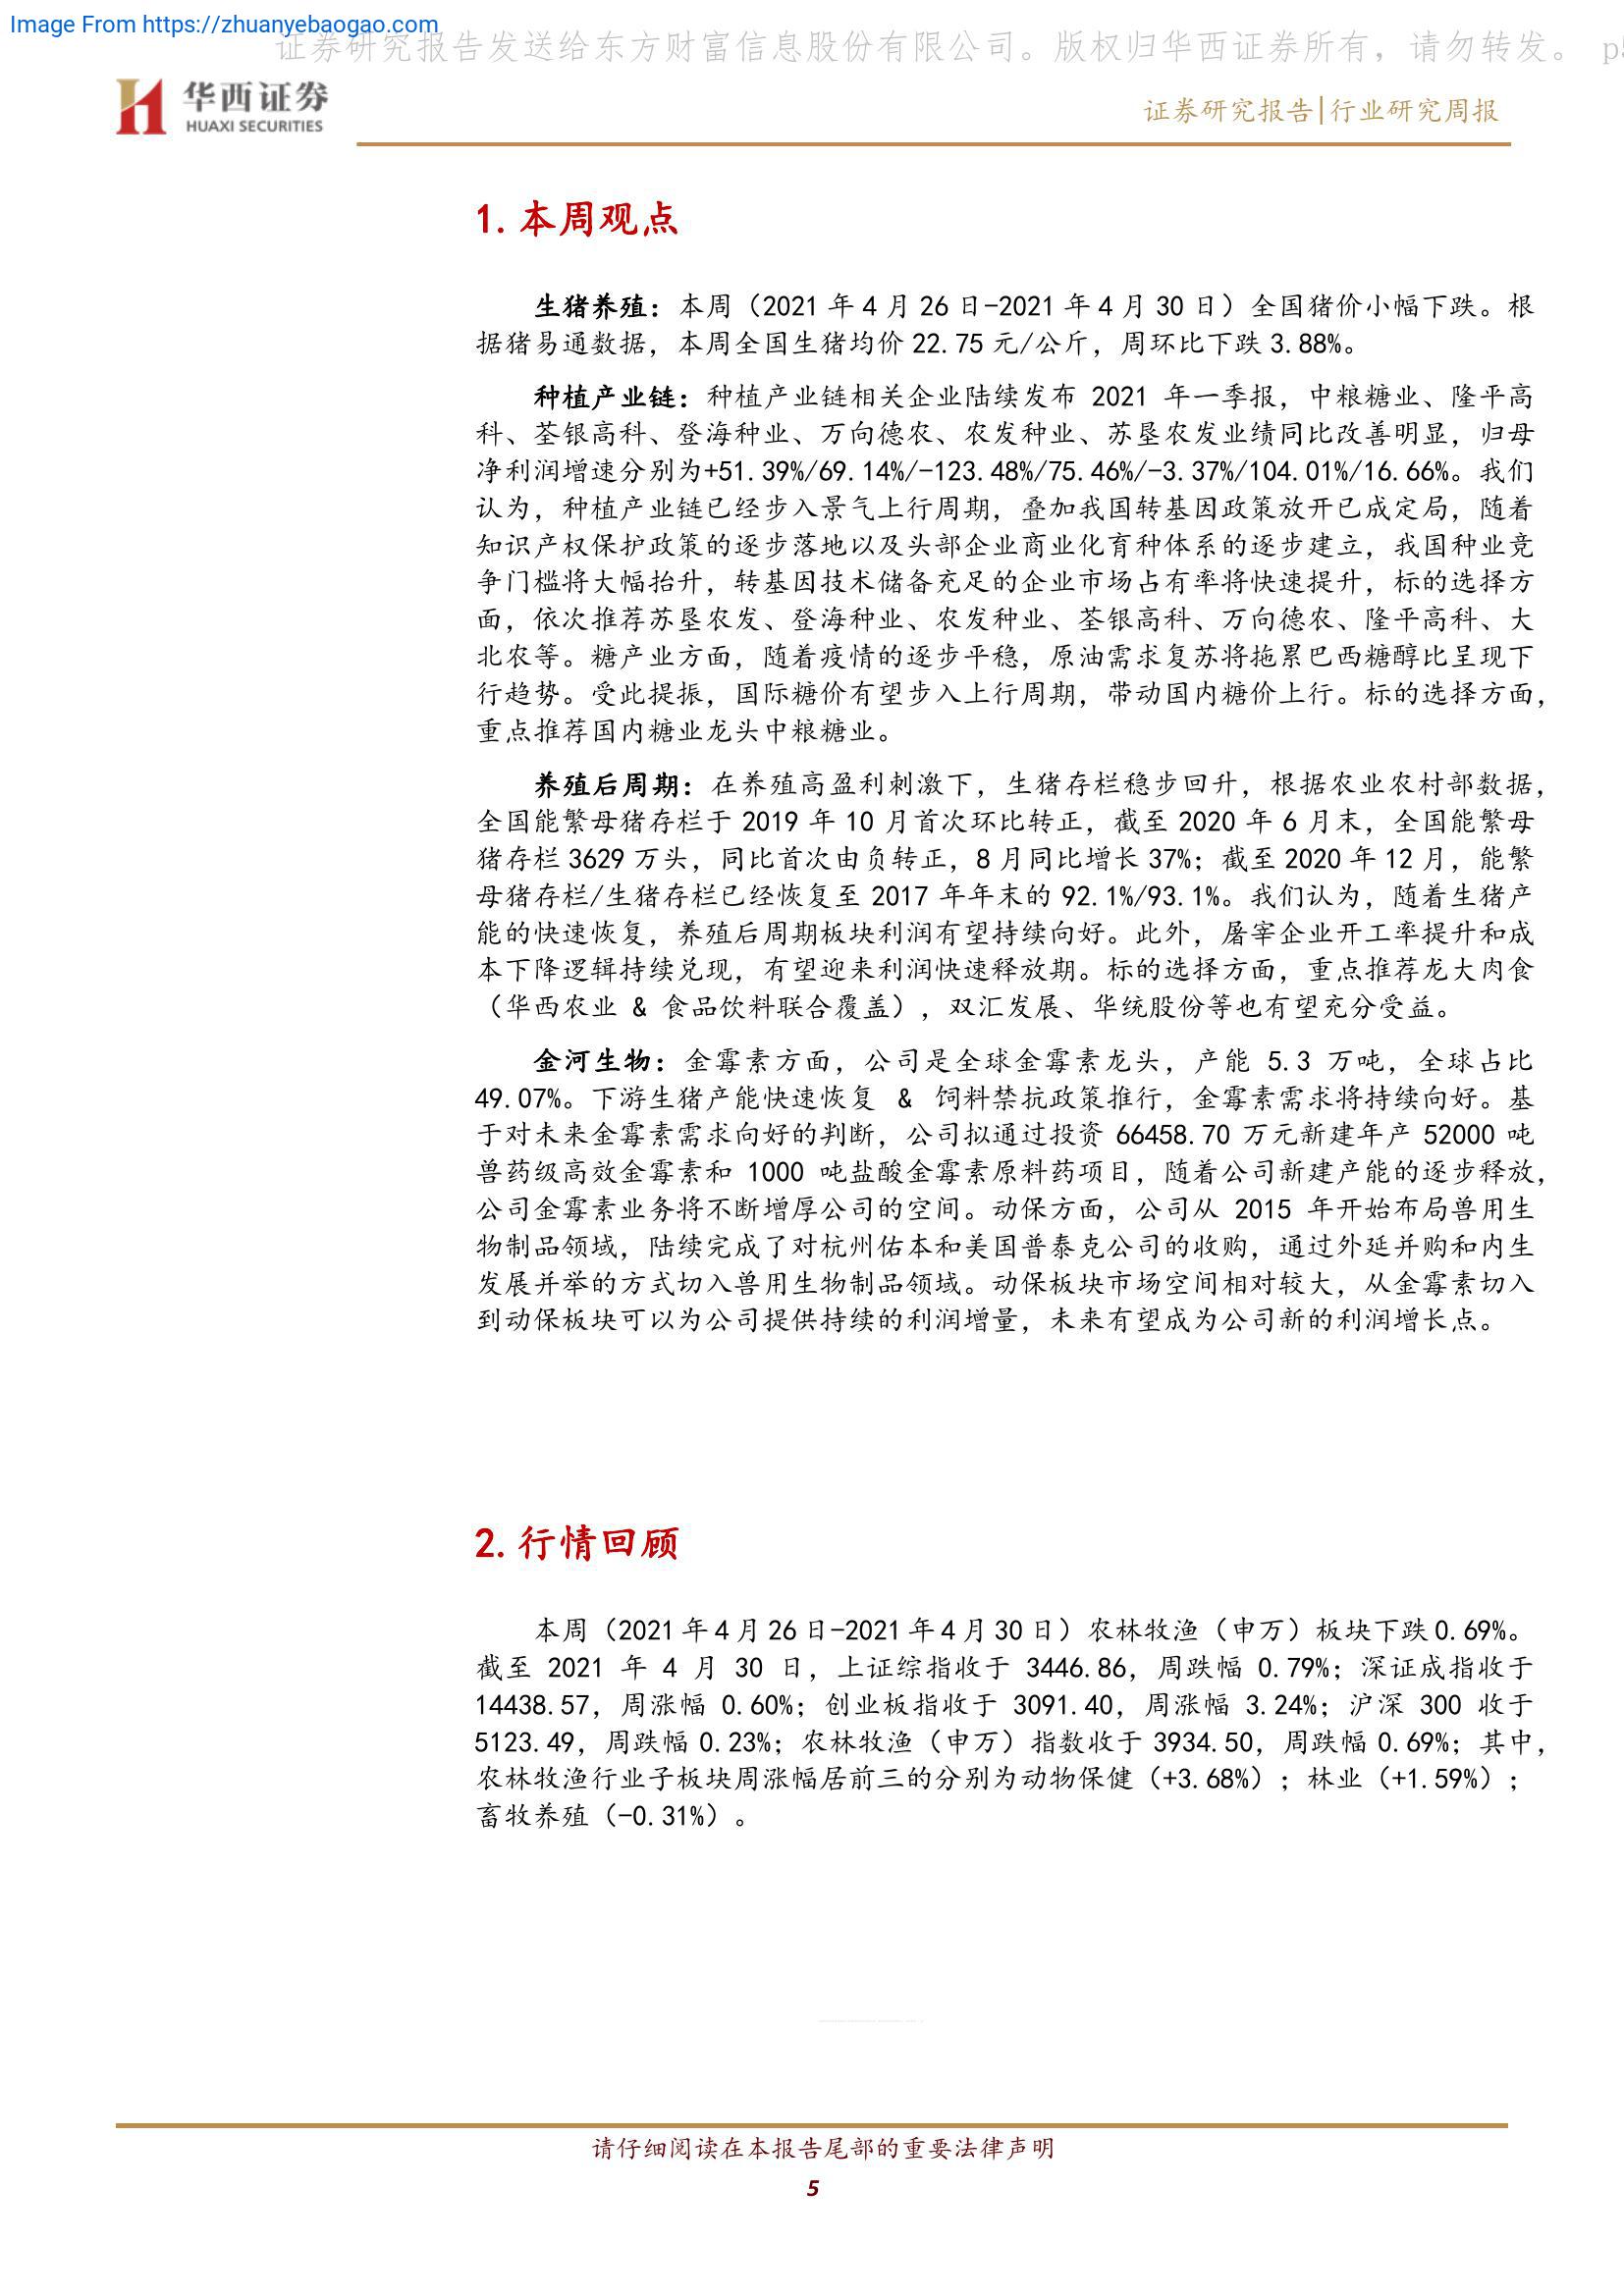 Image From https://zhuanyebaogao.com
证券研究报告发送给东方财富信息股份有限公司。版权归华西证券所有，请勿转发。 p5
华西证券
HUAXI SECURITIES
证券研究报告|行业研究周报
1.本周观点
生猪养殖：本周（2021 年 4 月 26 日-2021 年 4 月 30 日）全国猪价小幅下跌。根
据猪易通数据，本周全国生猪均价 22.75 元/公斤，周环比下跌 3.88%。
种植产业链：种植产业链相关企业陆续发布 2021 年一季报，中粮糖业、隆平高
科、荃银高科、登海种业、万向德农、农发种业、苏垦农发业绩同比改善明显，归母
净利润增速分别为+51.39%/69.14%/-123.48%/75.46%/-3.37%/104.01%/16.66%。我们
认为，种植产业链已经步入景气上行周期，叠加我国转基因政策放开已成定局，随着
知识产权保护政策的逐步落地以及头部企业商业化育种体系的逐步建立，我国种业竞
争门槛将大幅抬升，转基因技术储备充足的企业市场占有率将快速提升，标的选择方
面，依次推荐苏垦农发、登海种业、农发种业、荃银高科、万向德农、隆平高科、大
北农等。糖产业方面，随着疫情的逐步平稳，原油需求复苏将拖累巴西糖醇比呈现下
行趋势。受此提振，国际糖价有望步入上行周期，带动国内糖价上行。标的选择方面，
重点推荐国内糖业龙头中粮糖业。
养殖后周期：在养殖高盈利刺激下，生猪存栏稳步回升，根据农业农村部数据，
全国能繁母猪存栏于 2019 年 10 月首次环比转正，截至 2020 年 6 月末，全国能繁母
猪存栏 3629 万头，同比首次由负转正，8 月同比增长 37%；截至 2020 年 12 月，能繁
母猪存栏/生猪存栏已经恢复至 2017 年年末的 92.1%/93.1%。我们认为，随着生猪产
能的快速恢复，养殖后周期板块利润有望持续向好。此外，屠宰企业开工率提升和成
本下降逻辑持续兑现，有望迎来利润快速释放期。标的选择方面，重点推荐龙大肉食
（华西农业 & 食品饮料联合覆盖），双汇发展、华统股份等也有望充分受益。
金河生物：金霉素方面，公司是全球金霉素龙头，产能 5.3 万吨，全球占比
49.07%。下游生猪产能快速恢复 & 饲料禁抗政策推行，金霉素需求将持续向好。基
于对未来金霉素需求向好的判断，公司拟通过投资 66458.70 万元新建年产 52000 吨
兽药级高效金霉素和 1000 吨盐酸金霉素原料药项目，随着公司新建产能的逐步释放，
公司金霉素业务将不断增厚公司的空间。动保方面，公司从 2015 年开始布局兽用生
物制品领域，陆续完成了对杭州佑本和美国普泰克公司的收购，通过外延并购和内生
发展并举的方式切入兽用生物制品领域。动保板块市场空间相对较大，从金霉素切入
到动保板块可以为公司提供持续的利润增量，未来有望成为公司新的利润增长点。
2.行情回顾
本周（2021 年 4 月 26 日-2021 年 4 月 30 日）农林牧渔（申万）板块下跌 0.69%。
截至 2021 年 4 月 30 日，上证综指收于 3446.86，周跌幅 0.79%；深证成指收于
14438.57，周涨幅 0.60%；创业板指收于 3091.40，周涨幅 3.24%；沪深 300 收于
5123.49，周跌幅 0.23%；农林牧渔（申万）指数收于 3934.50，周跌幅 0.69%；其中，
农林牧渔行业子板块周涨幅居前三的分别为动物保健（+3.68%）；林业（+1.59%）；
畜牧养殖（-0.31%）。
请仔细阅读在本报告尾部的重要法律声明
5